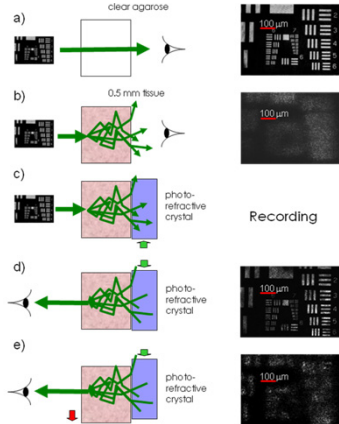 clear agarose
a)
100 μm
b)
0.5 mm tissue
100 μm
c)
photo-
refractive
crystal
Recording
d)
photo-
refractive
crystal
100 μm
e)
photo-
refractive
crystal
100 μm